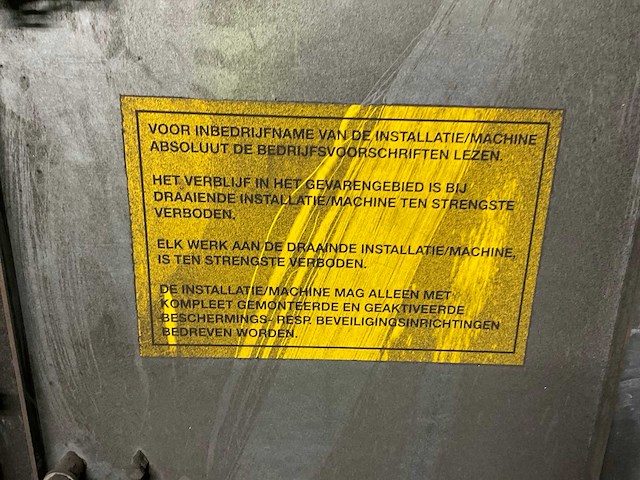 VOOR INBEDRIJFNAME VAN DE INSTALLATIE/MACHINE
ABSOLUUT DE BEDRIJFSVOORSCHRIFTEN LEZEN.
HET VERBLIJF IN HET GEVARENGEBIED IS BIJ
DRAAIENDE INSTALLATIE/MACHINE TEN STRENGSTE
VERBODEN.
ELK WERK AAN DE DRAAINDE INSTALLATIE/MACHINE,
IS TEN STRENGSTE VERBODEN.
DE INSTALLATIE/MACHINE MAG ALLEEN MET
KOMPLEET GEMONTEERDE EN GEAKTIVEERDE
BESCHERMINGS- RESP. BEVEILIGINGSINRICHTINGEN
BEDREVEN WORDEN.